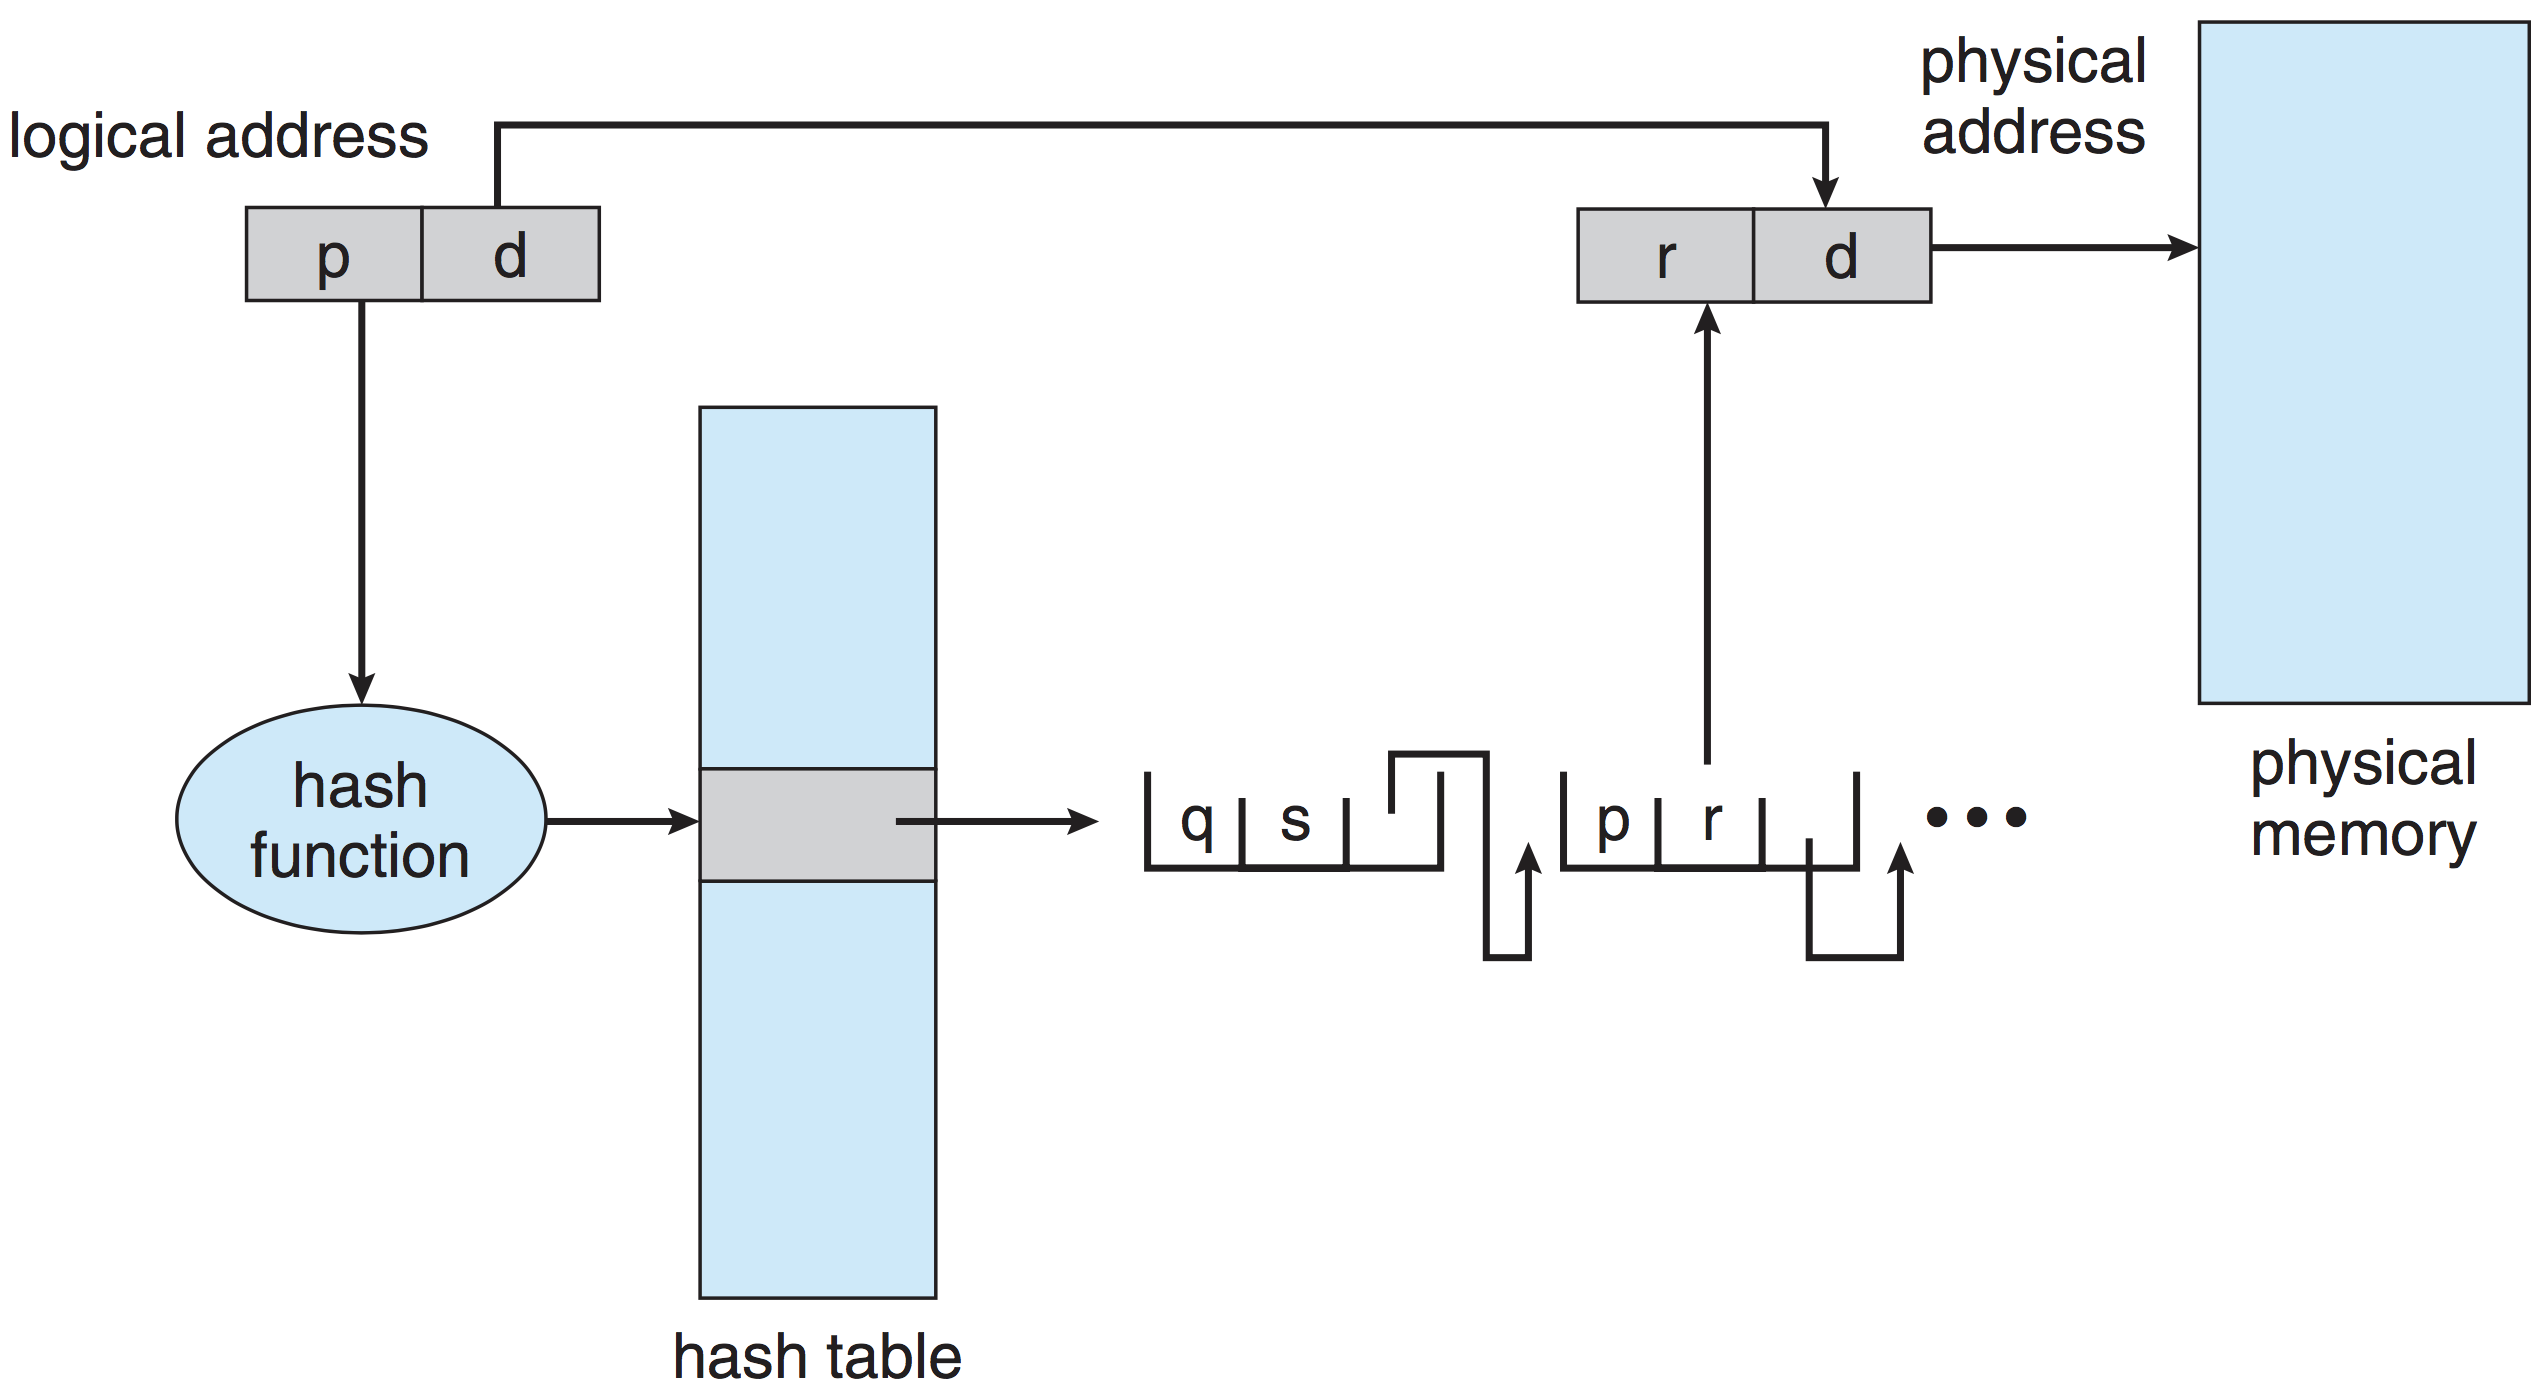 physical
address
logical address
p d
r d
hash
function
q s
p r
•••
physical
memory
hash table